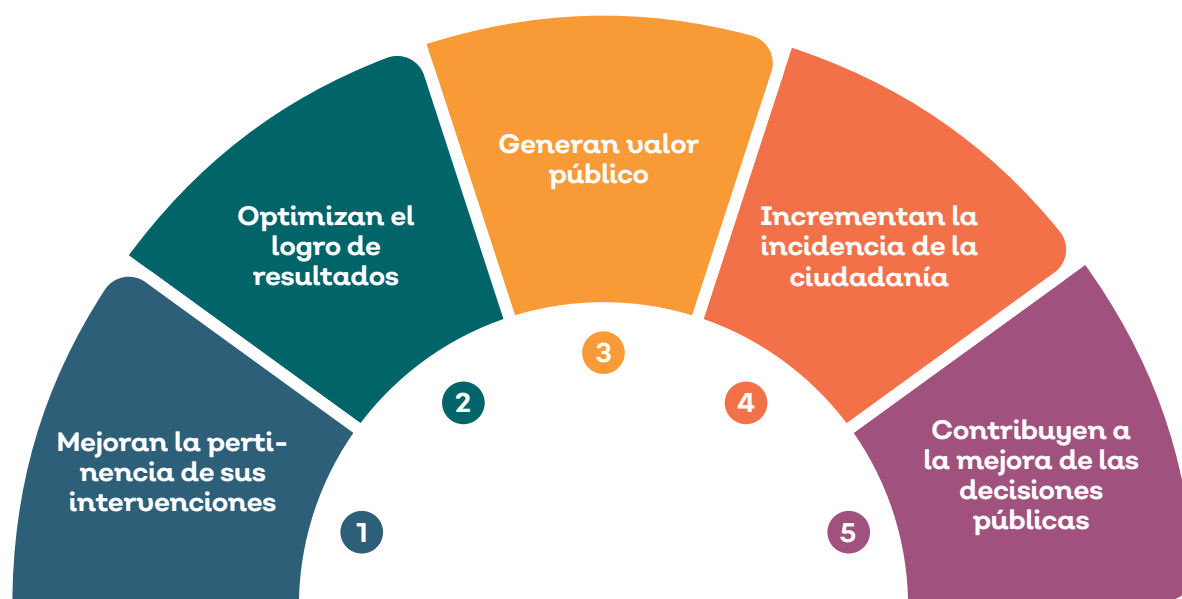 Mejoran la perti-
nencia de sus
intervenciones
1
Optimizan el
logro de
resultados
2
Generan valor
público
3
Incrementan la
incidencia de la
ciudadanía
4
Contribuyen a
la mejora de las
decisiones
públicas
5